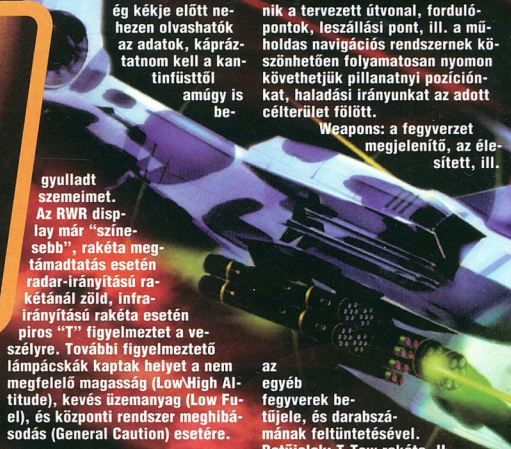 ég kékje előtt ne-
hezen olvashatók
az adatok, kápráz-
tatnom kell a kan-
tinfüsttől
amúgy is
be-
gyulladt
szemeimet.
Az RWR disp-
lay már "színe-
sebb", rakéta meg-
támadtatás esetén
radar-irányítású ra-
kétánál zöld, infra-
irányítású rakéta esetén
piros "T" figyelmeztet a ve-
szélyre. További figyelmeztető
lámpácskák kaptak helyet a nem
megfelelő magasság (Low\High Al-
titude), kevés üzemanyag (Low Fu-
el), és központi rendszer meghibá-
sodás (General Caution) esetére.
nik a tervezett útvonal, forduló-
pontok, leszállási pont, ill. a mű-
holdas navigációs rendszernek kö-
szönhetően folyamatosan nyomon
követhetjük pillanatnyi pozíción-
kat, haladási irányunkat az adott
célterület fölött.
Weapons: a fegyverzet
megjelenítő, az éle-
sített, ill.
az
egyéb
fegyverek be-
tűjele, és darabszá-
mának feltüntetésével.